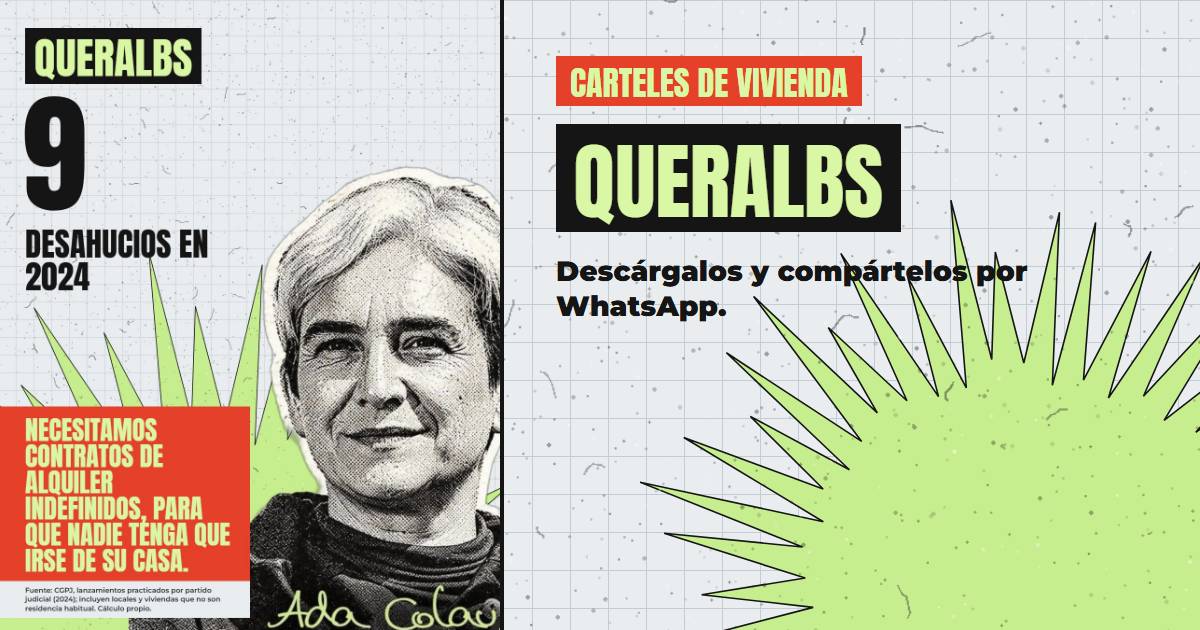 QUERALBS
9
DESAHUCIOS EN
2024
NECESITAMOS
CONTRATOS DE
ALQUILER
INDEFINIDOS, PARA
QUE NADIE TENGA QUE
IRSE DE SU CASA.
Fuente: CGPJ, lanzamientos practicados por partido
judicial (2024); incluyen locales y viviendas que no son
residencia habitual. Cálculo propio.
Ada Colau
CARTELES DE VIVIENDA
QUERALBS
Descárgalos y compártelos por
WhatsApp.